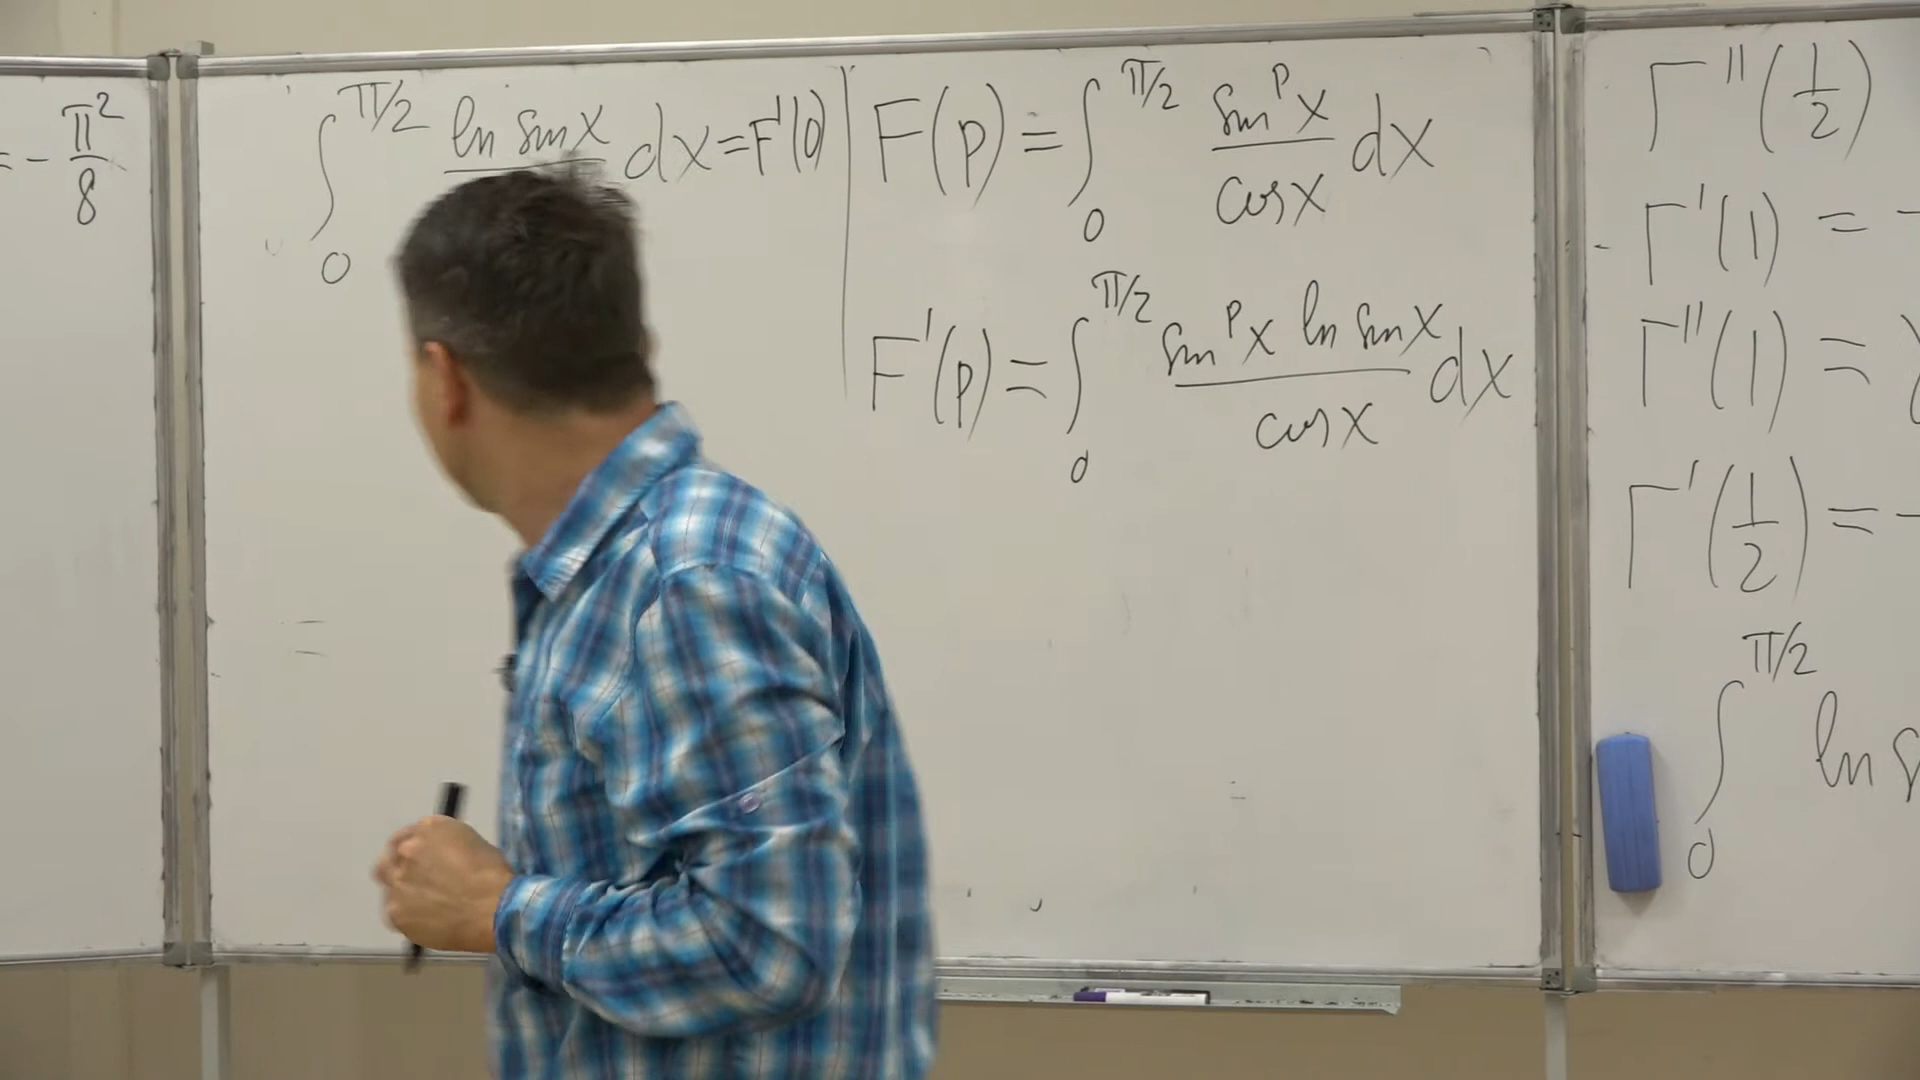 = - π²/8
∫₀^{π/2} ln sin x / dx = F'(0)
F(p) = ∫₀^{π/2} sin^p x / cos x dx
F'(p) = ∫₀^{π/2} sin^p x ln sin x / cos x dx
=
Γ''(1/2)
Γ'(1) = -
Γ''(1) =
Γ'(1/2) = -
∫₀^{π/2} ln s